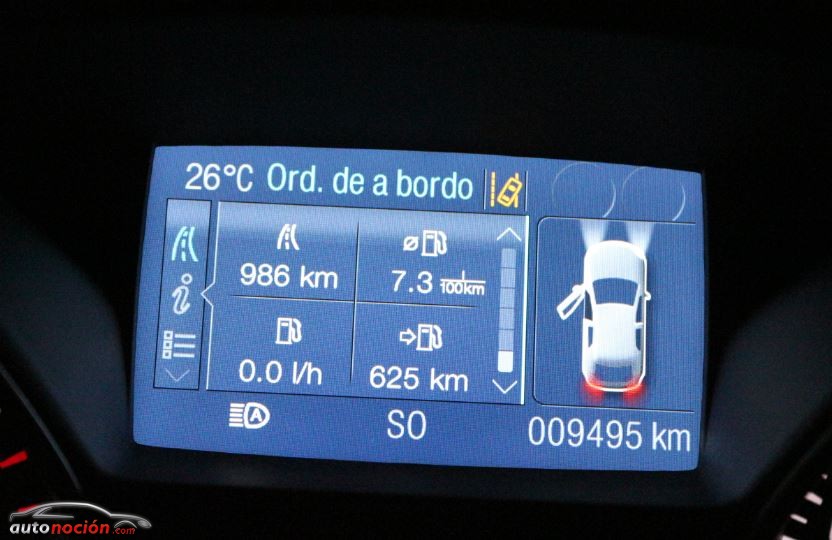 26°C Ord. de a bordo
986 km
7.3 l/100km
0.0 l/h
625 km
A
SO
009495 km
autonoción.com